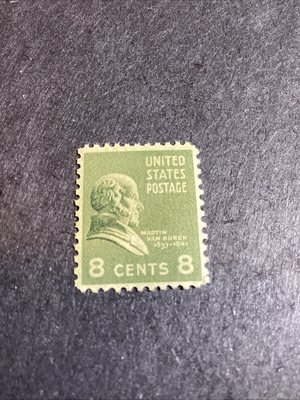 UNITED
STATES
POSTAGE
MARTIN
VAN BUREN
1837-1841
8 CENTS 8